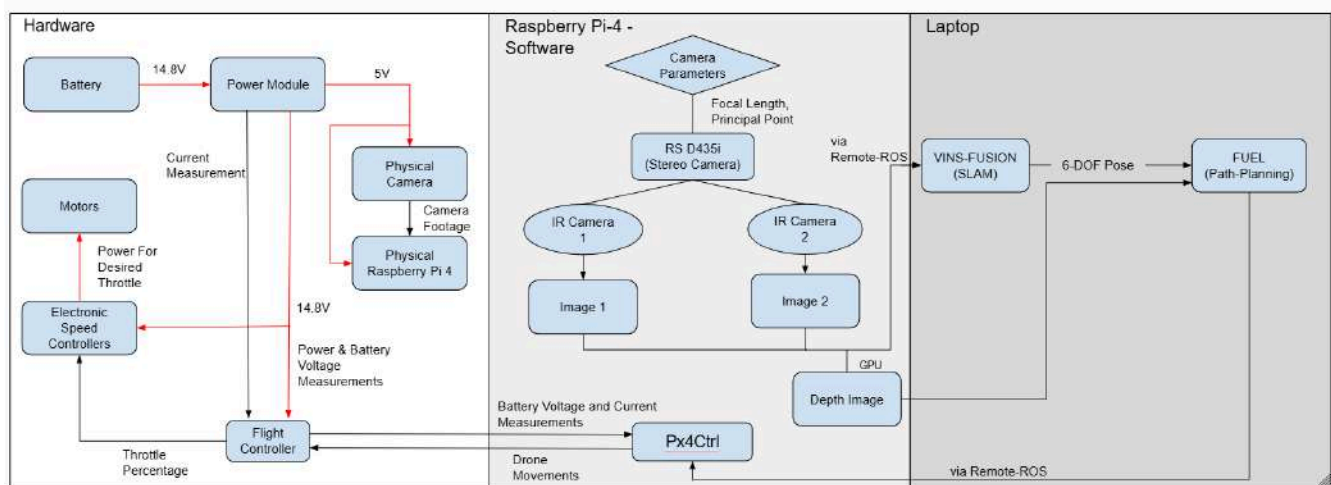 Hardware
Battery
14.8V
Power Module
5V
Current
Measurement
Physical
Camera
Camera
Footage
Physical
Raspberry Pi 4
Motors
Power For
Desired
Throttle
Electronic
Speed
Controllers
14.8V
Power & Battery
Voltage
Measurements
Flight
Controller
Throttle
Percentage
Raspberry Pi-4 -
Software
Camera
Parameters
Focal Length,
Principal Point
RS D435i
(Stereo Camera)
IR Camera
1
IR Camera
2
Image 1
Image 2
GPU
Depth Image
Battery Voltage and Current
Measurements
Px4Ctrl
Drone
Movements
via
Remote-ROS
Laptop
VINS-FUSION
(SLAM)
6-DOF Pose
FUEL
(Path-Planning)
via Remote-ROS